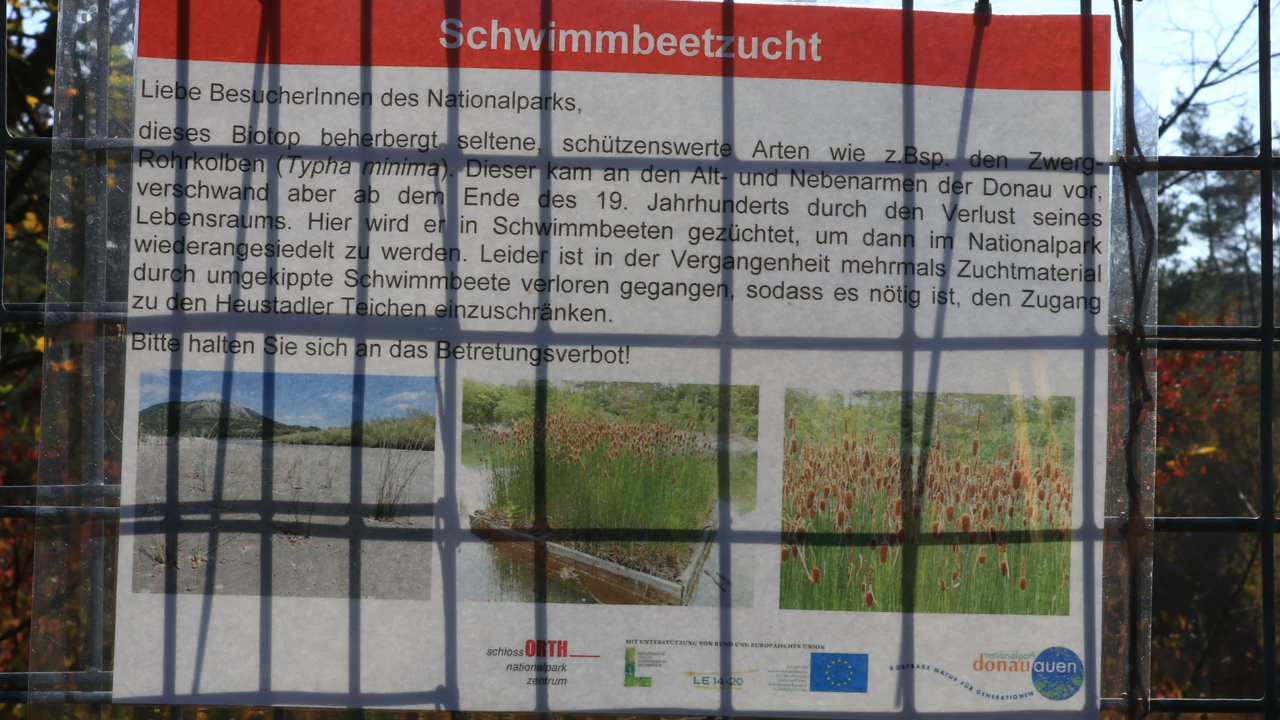 Schwimmbeetzucht
Liebe BesucherInnen des Nationalparks,
dieses Biotop beherbergt seltene, schützenswerte Arten wie z.Bsp. den Zwerg-
Rohrkolben (Typha minima). Dieser kam an den Alt- und Nebenarmen der Donau vor,
verschwand aber ab dem Ende des 19. Jahrhunderts durch den Verlust seines
Lebensraums. Hier wird er in Schwimmbeeten gezüchtet, um dann im Nationalpark
wiederangesiedelt zu werden. Leider ist in der Vergangenheit mehrmals Zuchtmaterial
durch umgekippte Schwimmbeete verloren gegangen, sodass es nötig ist, den Zugang
zu den Heustadler Teichen einzuschränken.
Bitte halten Sie sich an das Betretungsverbot!
schloss ORTH
nationalpark
zentrum
MIT UNTERSTÜTZUNG VON BUND UND EUROPÄISCHER UNION
LE 14-20
KOSTBARE NATUR FÜR GENERATIONEN
nationalpark
donauauen